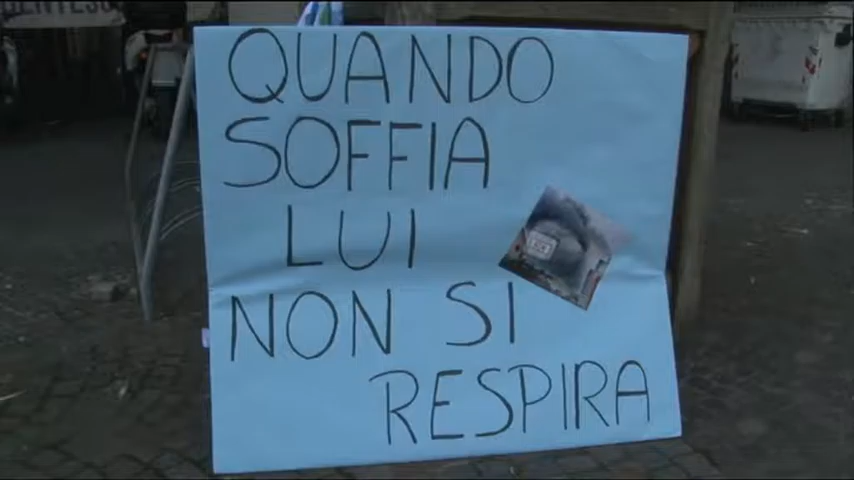 QUANDO
SOFFIA
LUI
NON SI
RESPIRA